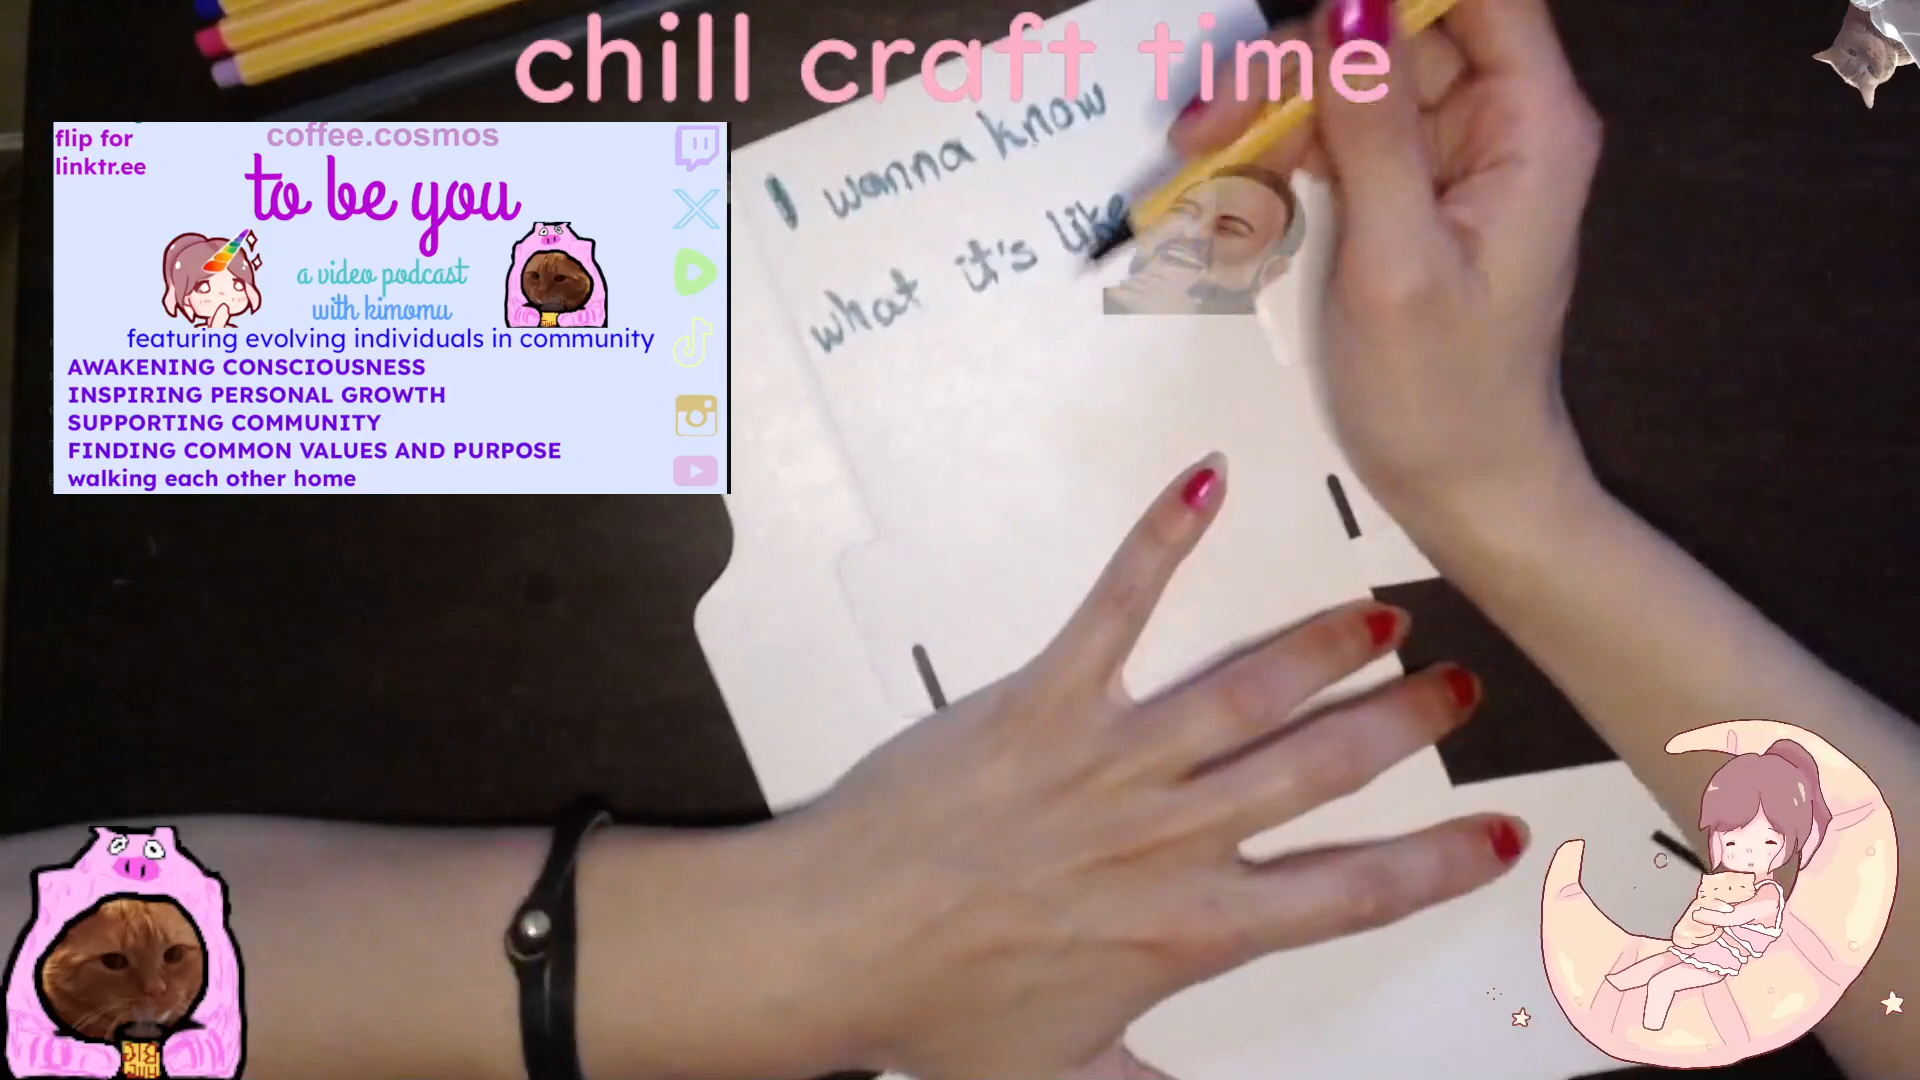 chill craft time
flip for
linktr.ee
coffee.cosmos
to be you
a video podcast
with kimomu
featuring evolving individuals in community
AWAKENING CONSCIOUSNESS
INSPIRING PERSONAL GROWTH
SUPPORTING COMMUNITY
FINDING COMMON VALUES AND PURPOSE
walking each other home
I wanna know
what it's like